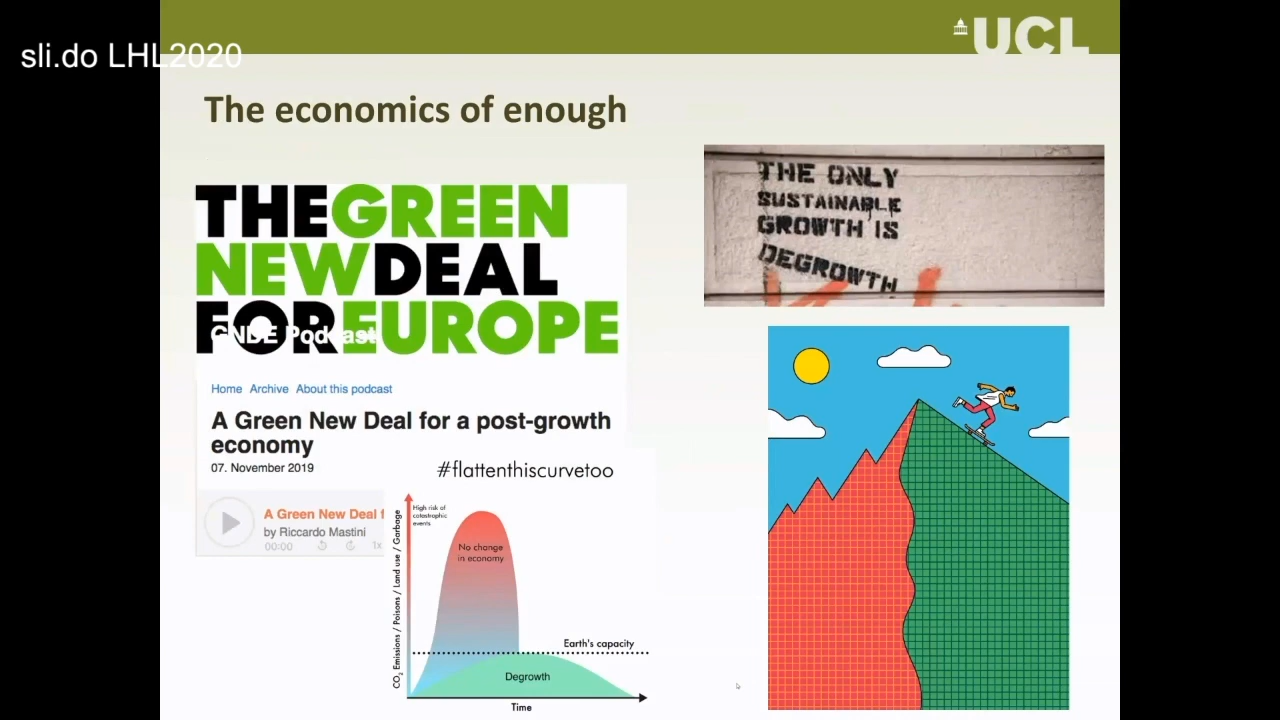 sli.do LHL2020
UCL
The economics of enough
THE GREEN
NEW DEAL
FOR EUROPE
GNDE Podcast
Home Archive About this podcast
A Green New Deal for a post-growth
economy
07. November 2019
A Green New Deal f
by Riccardo Mastini
00:00
1x
#flattenthiscurvetoo
High risk of
catastrophic
events
No change
in economy
CO2 Emissions / Poisons / Land use / Garbage
Earth's capacity
Degrowth
Time
THE ONLY
SUSTAINABLE
GROWTH IS
DEGROWTH